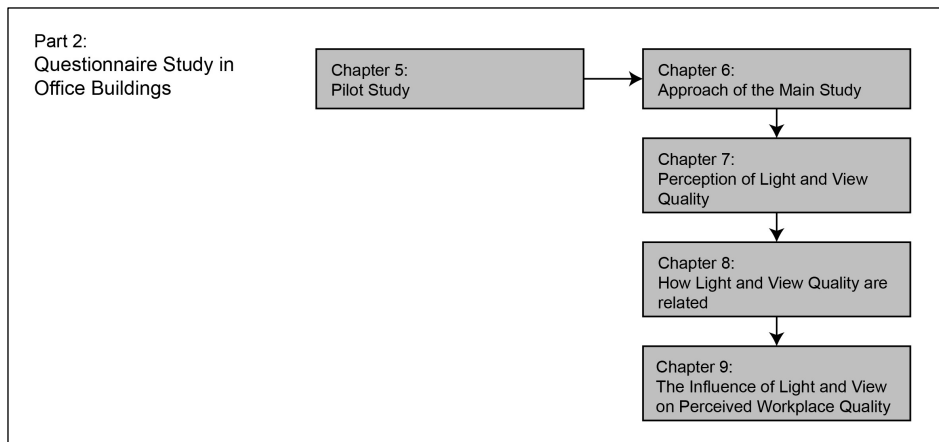 Part 2:
Questionnaire Study in
Office Buildings
Chapter 5:
Pilot Study
Chapter 6:
Approach of the Main Study
Chapter 7:
Perception of Light and View
Quality
Chapter 8:
How Light and View Quality are
related
Chapter 9:
The Influence of Light and View
on Perceived Workplace Quality